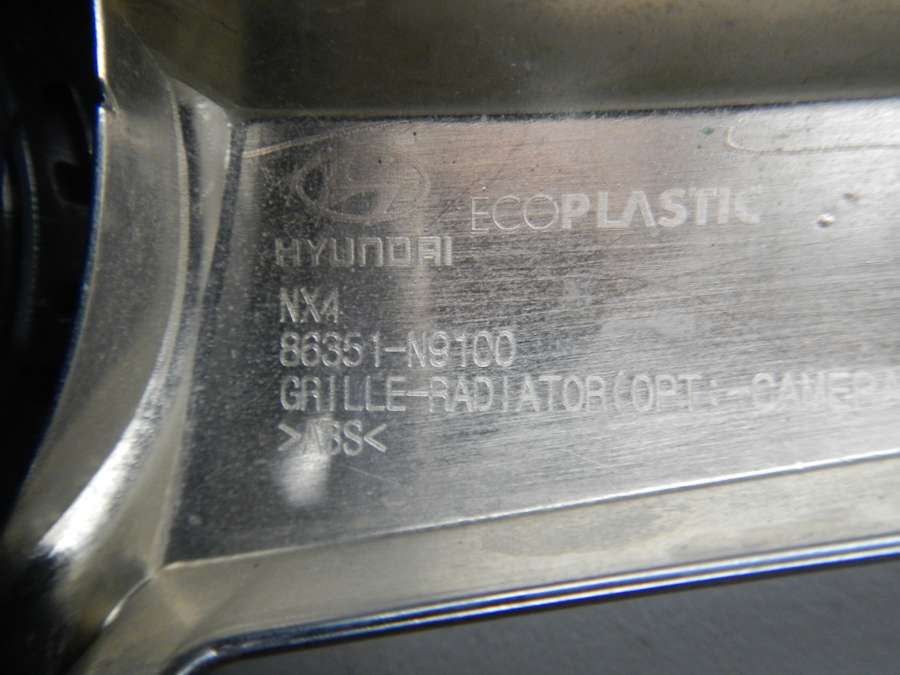 ECOPLASTIC
HYUNDAI
NX4
86351-N9100
GRILLE-RADIATOR(OPT:-CAMERA
>ABS<